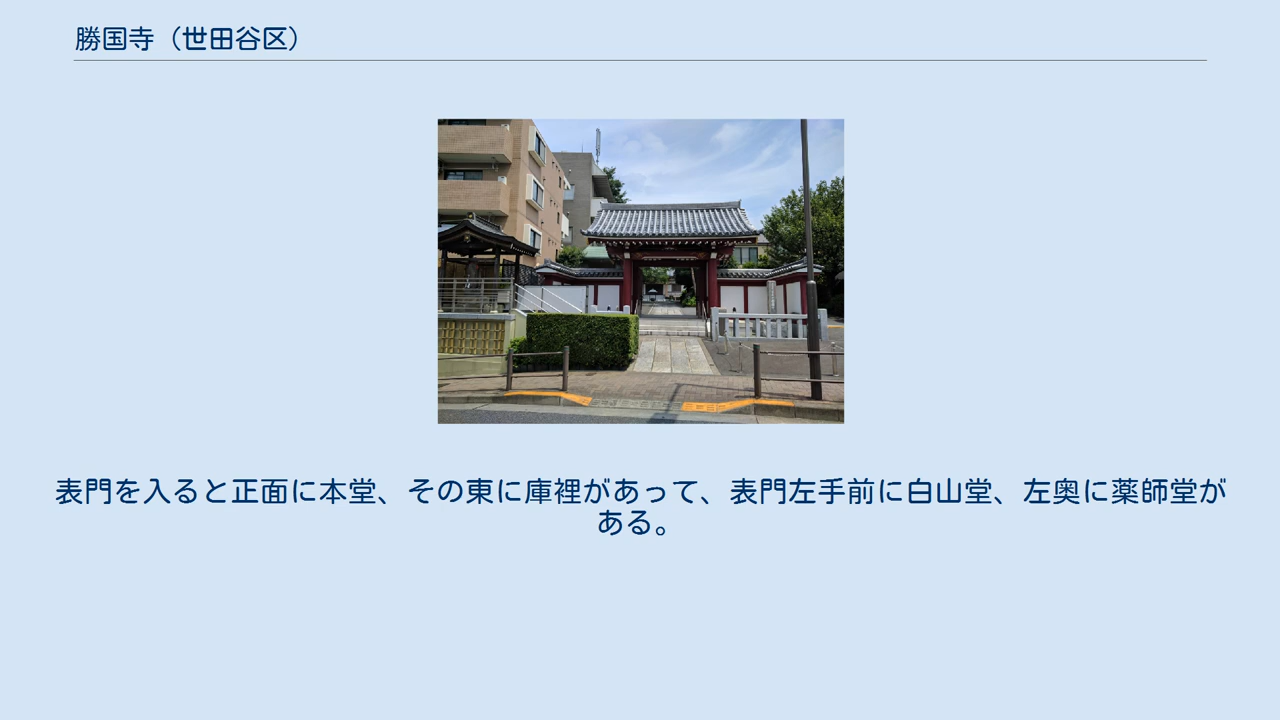 勝国寺（世田谷区）
表門を入ると正面に本堂、その東に庫裡があって、表門左手前に白山堂、左奥に薬師堂が
ある。